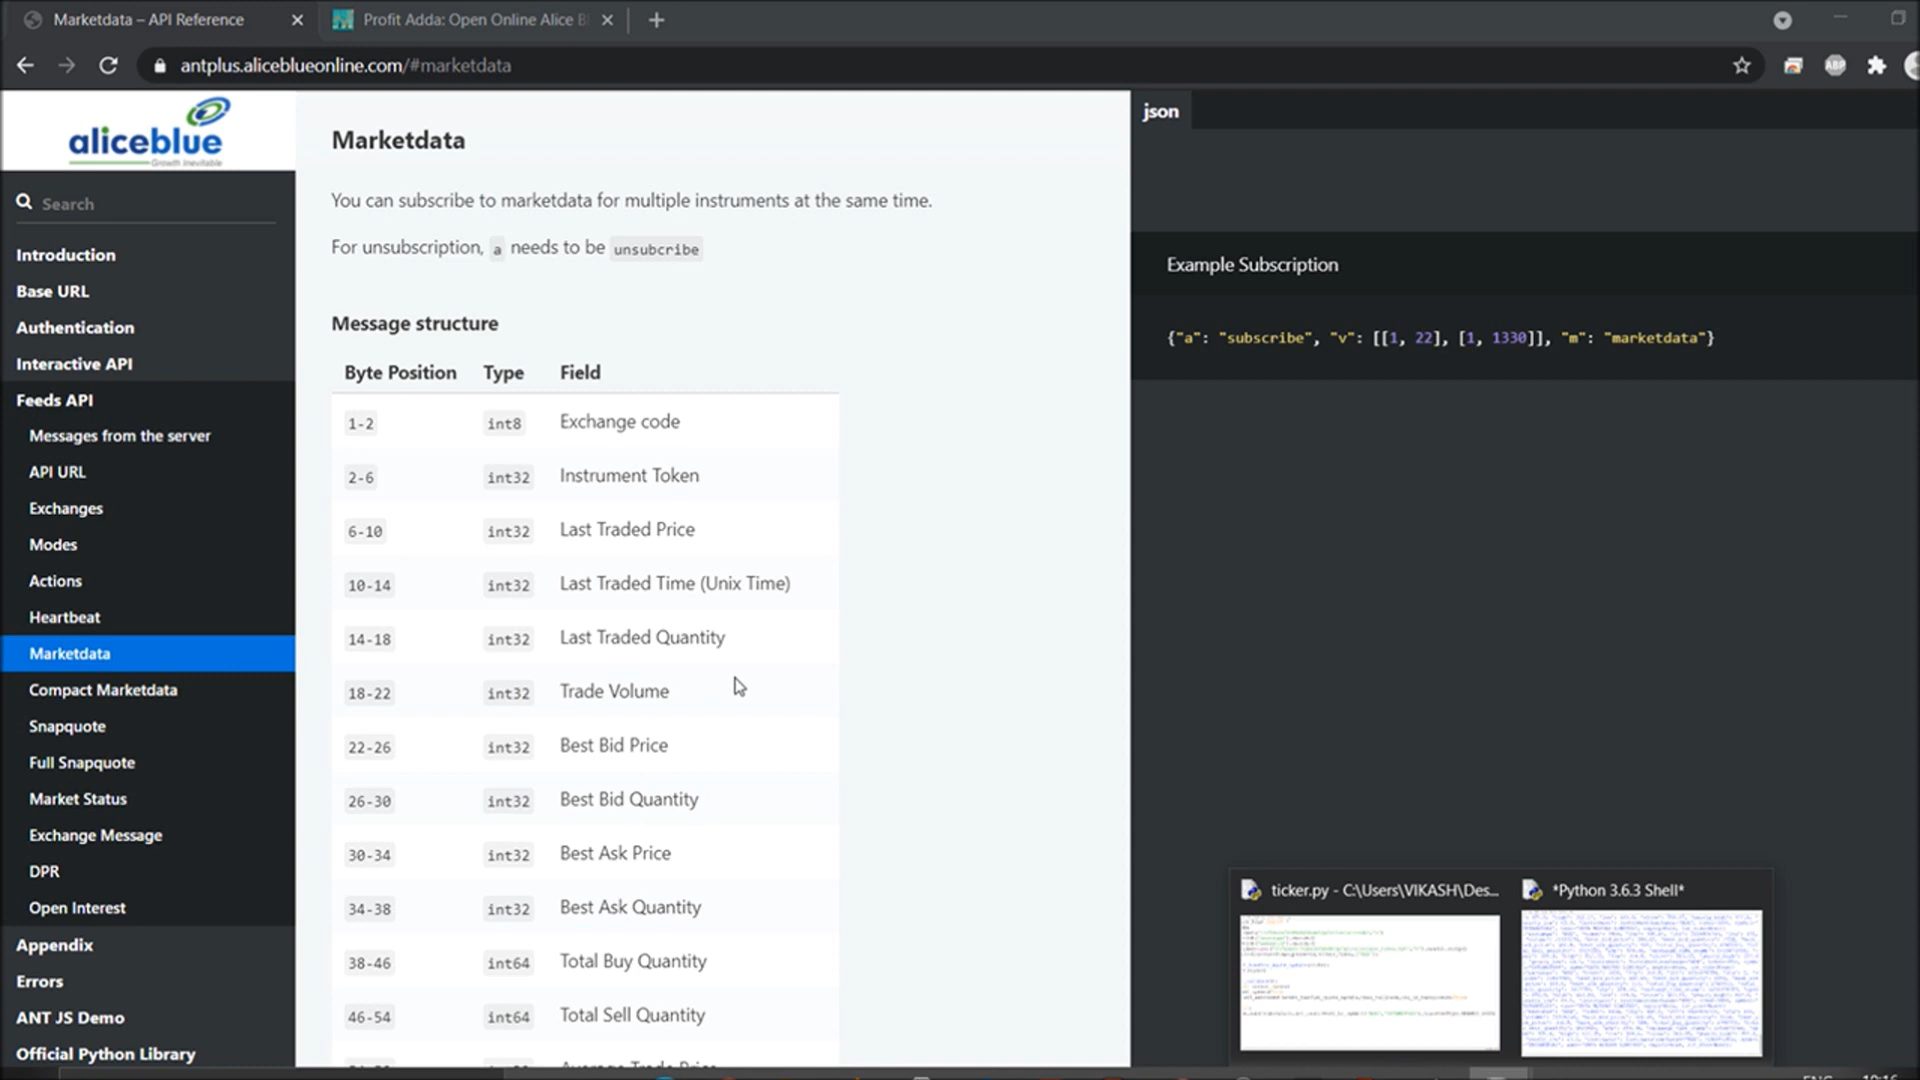 Marketdata – API Reference
Profit Adda: Open Online Alice B
antplus.aliceblueonline.com/#marketdata
ABP
aliceblue
Growth Inevitable
Search
Introduction
Base URL
Authentication
Interactive API
Feeds API
Messages from the server
API URL
Exchanges
Modes
Actions
Heartbeat
Marketdata
Compact Marketdata
Snapquote
Full Snapquote
Market Status
Exchange Message
DPR
Open Interest
Appendix
Errors
ANT JS Demo
Official Python Library
Marketdata
You can subscribe to marketdata for multiple instruments at the same time.
For unsubscription, a needs to be unsubcribe
Message structure
Byte Position Type Field
1-2 int8 Exchange code
2-6 int32 Instrument Token
6-10 int32 Last Traded Price
10-14 int32 Last Traded Time (Unix Time)
14-18 int32 Last Traded Quantity
18-22 int32 Trade Volume
22-26 int32 Best Bid Price
26-30 int32 Best Bid Quantity
30-34 int32 Best Ask Price
34-38 int32 Best Ask Quantity
38-46 int64 Total Buy Quantity
46-54 int64 Total Sell Quantity
Average Trade Price
json
Example Subscription
{"a": "subscribe", "v": [[1, 22], [1, 1330]], "m": "marketdata"}
ticker.py - C:\Users\VIKASH\Des...
*Python 3.6.3 Shell*